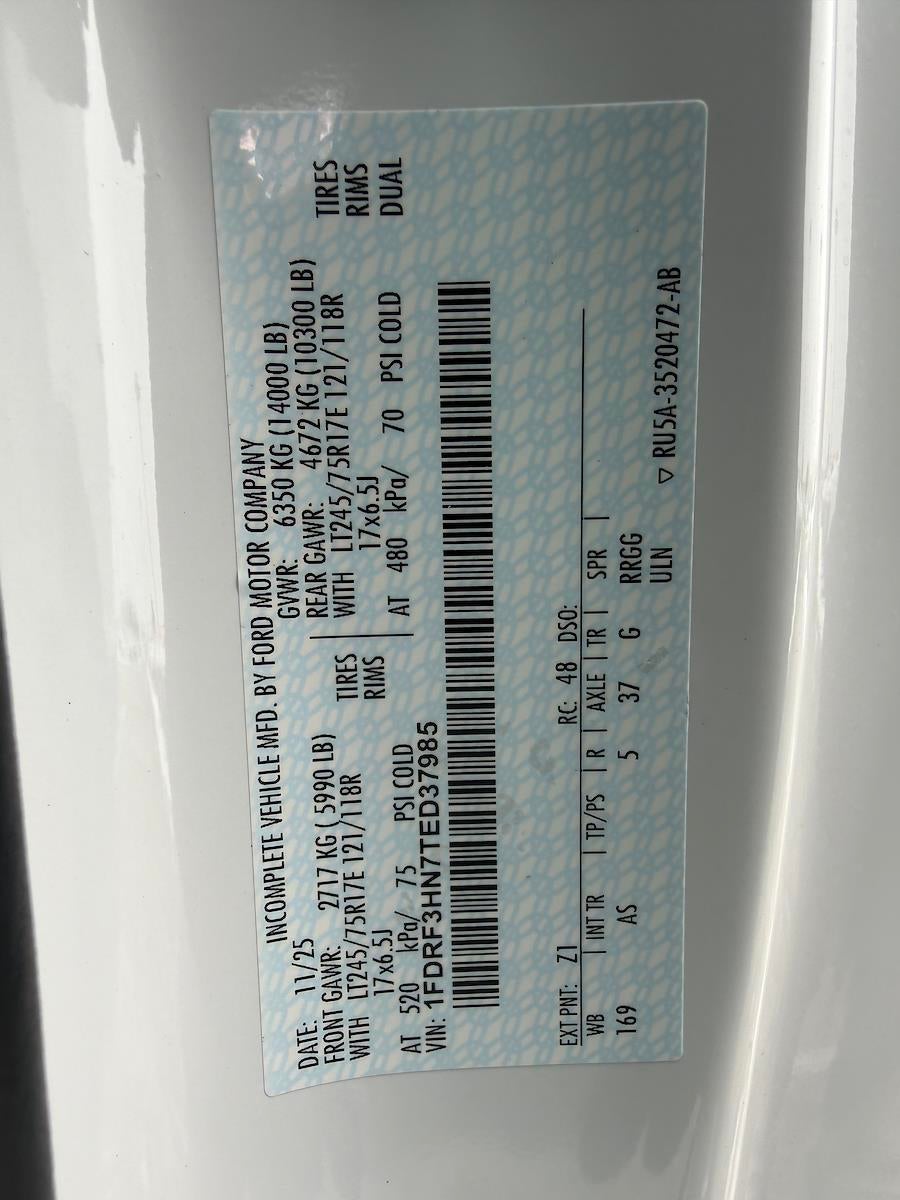 INCOMPLETE VEHICLE MFD. BY FORD MOTOR COMPANY
DATE: 11/25 GVWR: 6350 KG (14000 LB)
FRONT GAWR: 2717 KG ( 5990 LB) REAR GAWR: 4672 KG (10300 LB)
WITH LT245/75R17E 121/118R TIRES WITH LT245/75R17E 121/118R TIRES
17x6.5J RIMS 17x6.5J RIMS
AT 520 kPa/ 75 PSI COLD AT 480 kPa/ 70 PSI COLD DUAL
VIN: 1FDRF3HN7TED37985
EXT PNT: Z1 RC: 48 DSO:
WB | INT TR | TP/PS | R | AXLE | TR | SPR |
169 AS 5 37 G RRGG
ULN ▽ RU5A-3520472-AB